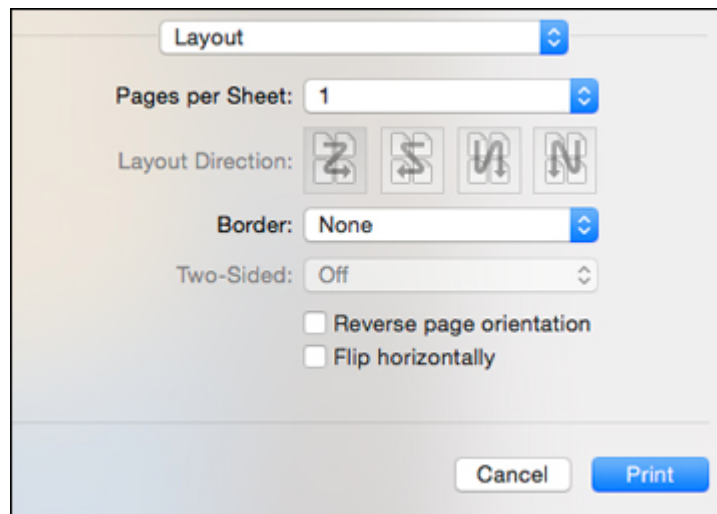 Layout
Pages per Sheet: 1
Layout Direction:
Border: None
Two-Sided: Off
Reverse page orientation
Flip horizontally
Cancel Print